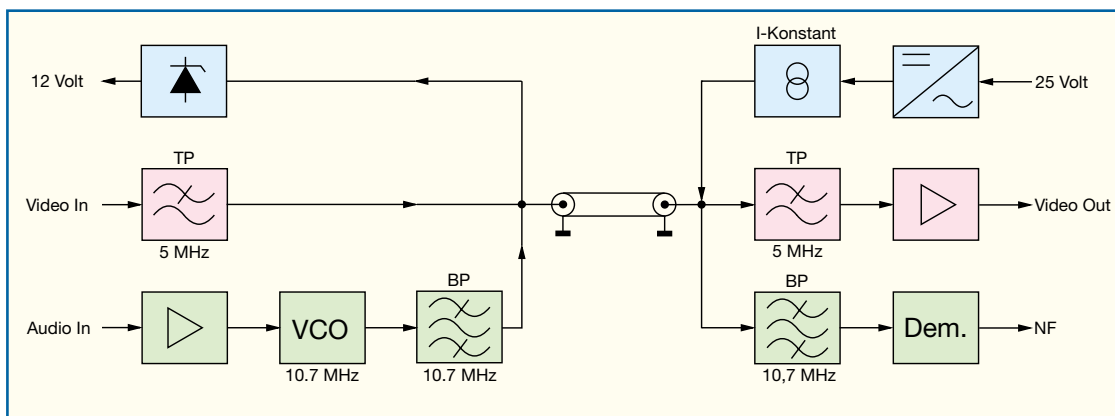 I-Konstant
12 Volt
25 Volt
TP
TP
Video In
Video Out
5 MHz
5 MHz
BP
BP
Audio In
VCO
Dem.
NF
10.7 MHz
10.7 MHz
10,7 MHz